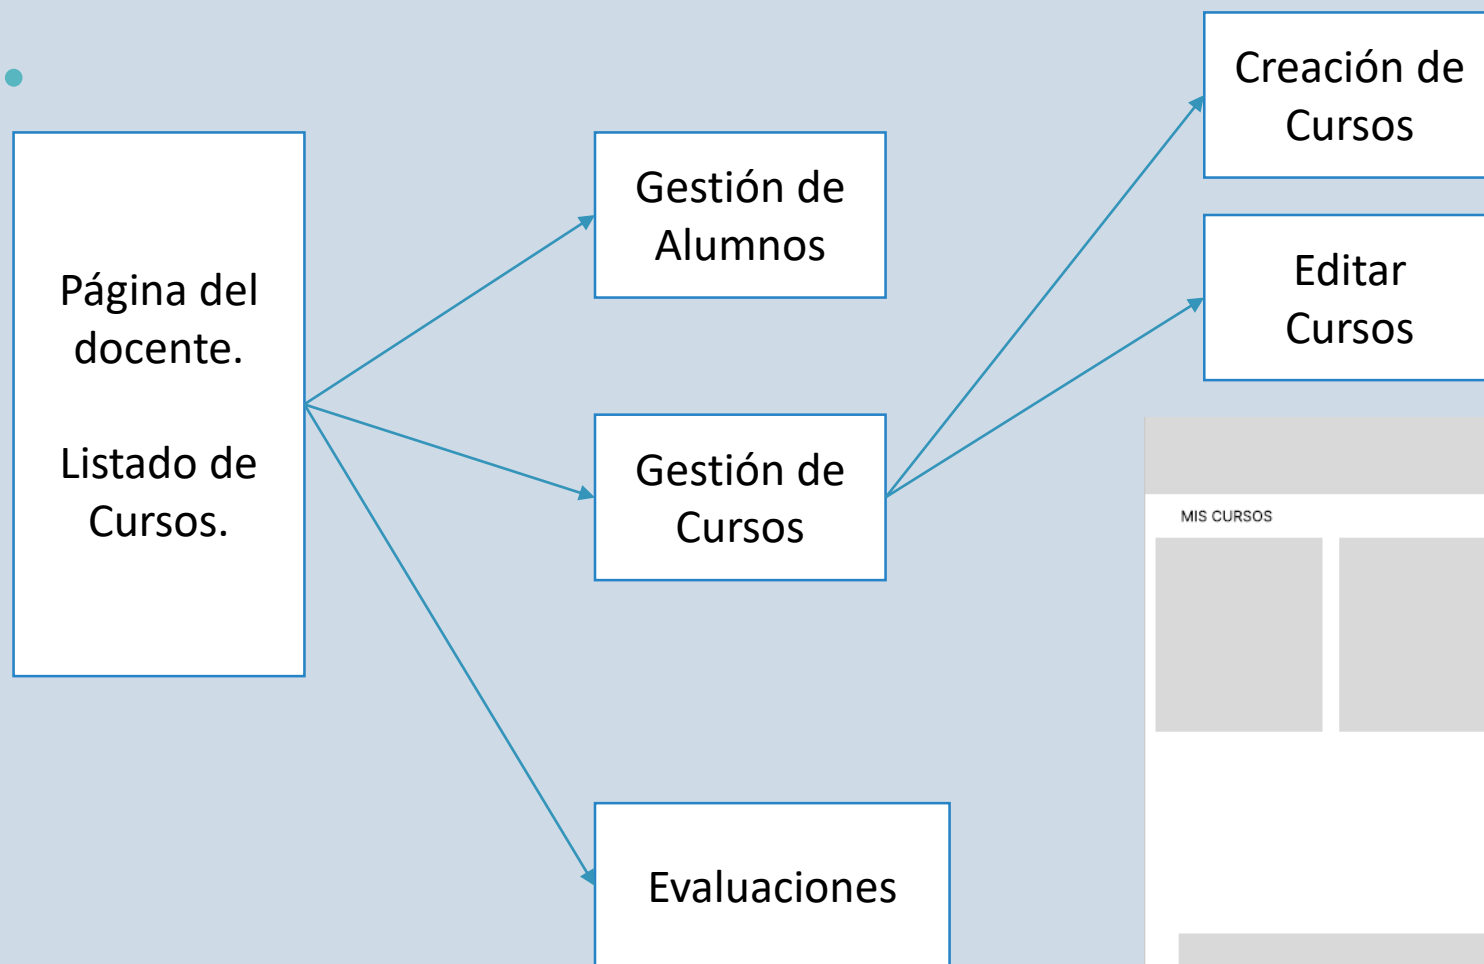 Página del
docente.
Listado de
Cursos.
Gestión de
Alumnos
Gestión de
Cursos
Evaluaciones
Creación de
Cursos
Editar
Cursos
MIS CURSOS